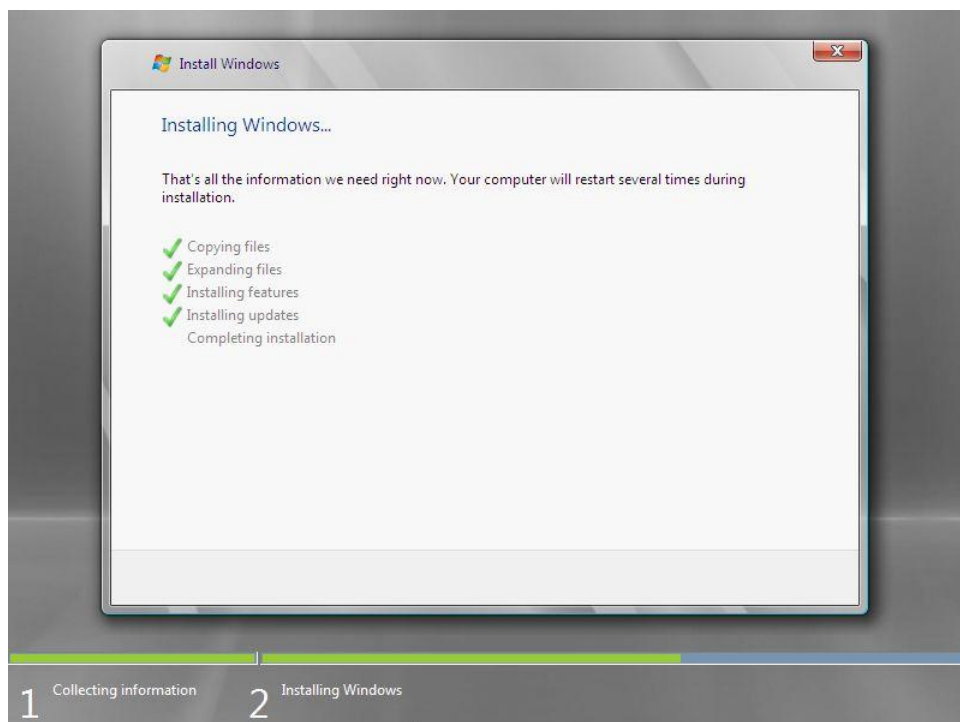 Install Windows
Installing Windows...
That's all the information we need right now. Your computer will restart several times during
installation.
Copying files
Expanding files
Installing features
Installing updates
Completing installation
1 Collecting information
2 Installing Windows